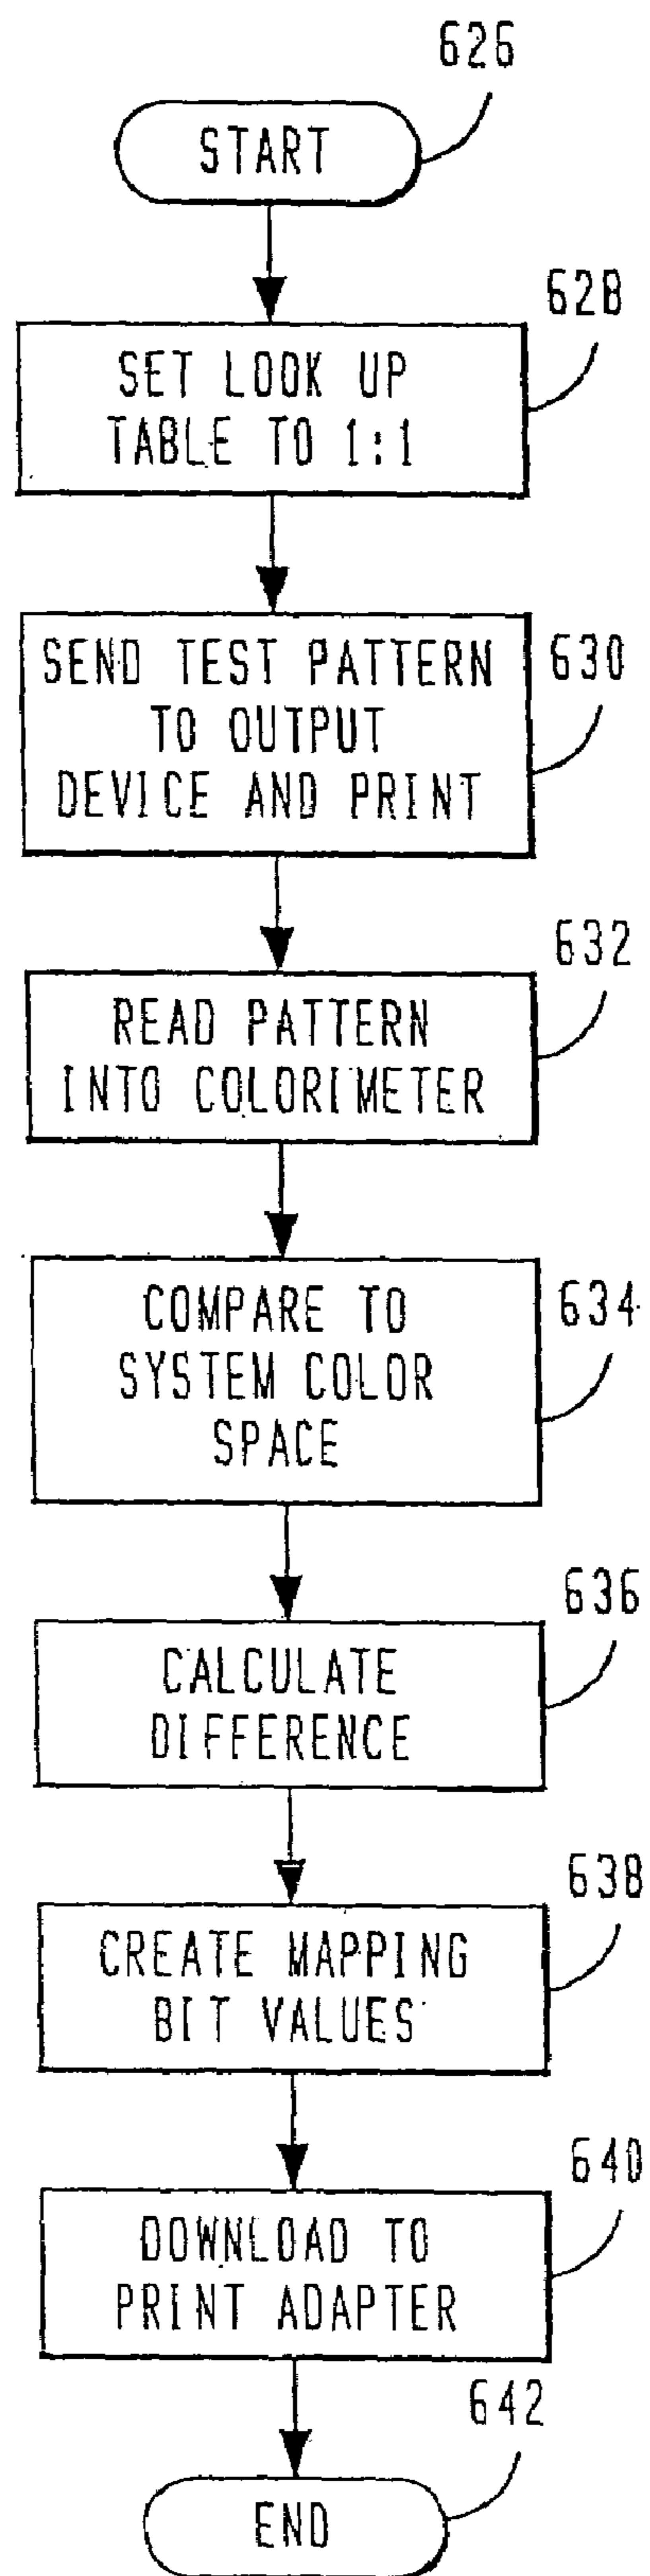 626
START
628
SET LOOK UP
TABLE TO 1:1
630
SEND TEST PATTERN
TO OUTPUT
DEVICE AND PRINT
632
READ PATTERN
INTO COLORIMETER
634
COMPARE TO
SYSTEM COLOR
SPACE
636
CALCULATE
DIFFERENCE
638
CREATE MAPPING
BIT VALUES
640
DOWNLOAD TO
PRINT ADAPTER
642
END